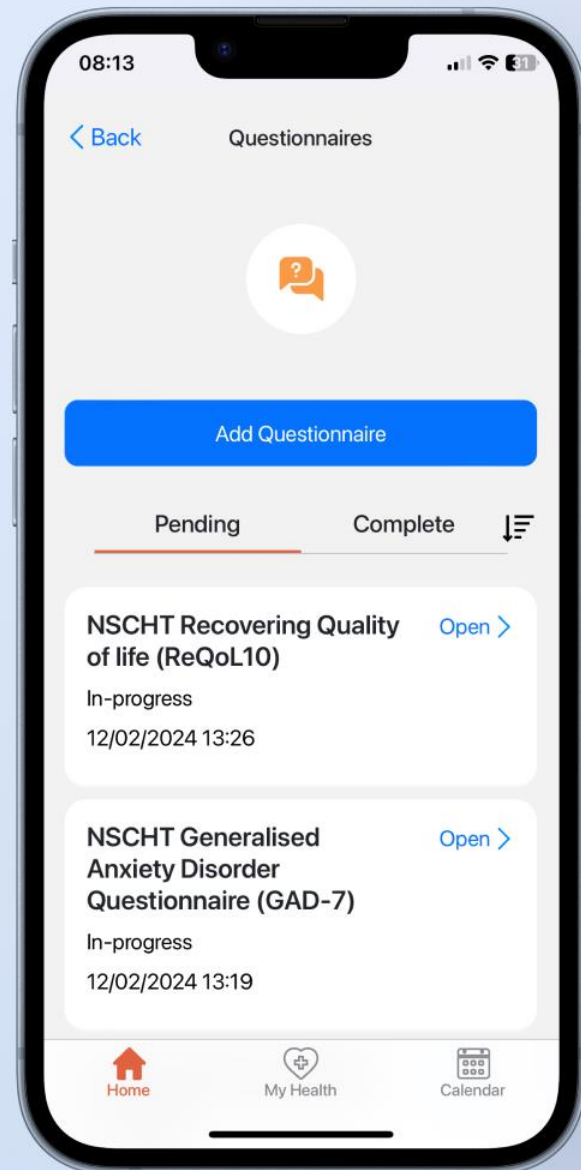 08:13
31
Back
Questionnaires
?
Add Questionnaire
Pending
Complete
NSCHT Recovering Quality
of life (ReQoL10)
Open
In-progress
12/02/2024 13:26
NSCHT Generalised
Anxiety Disorder
Questionnaire (GAD-7)
Open
In-progress
12/02/2024 13:19
Home
My Health
Calendar